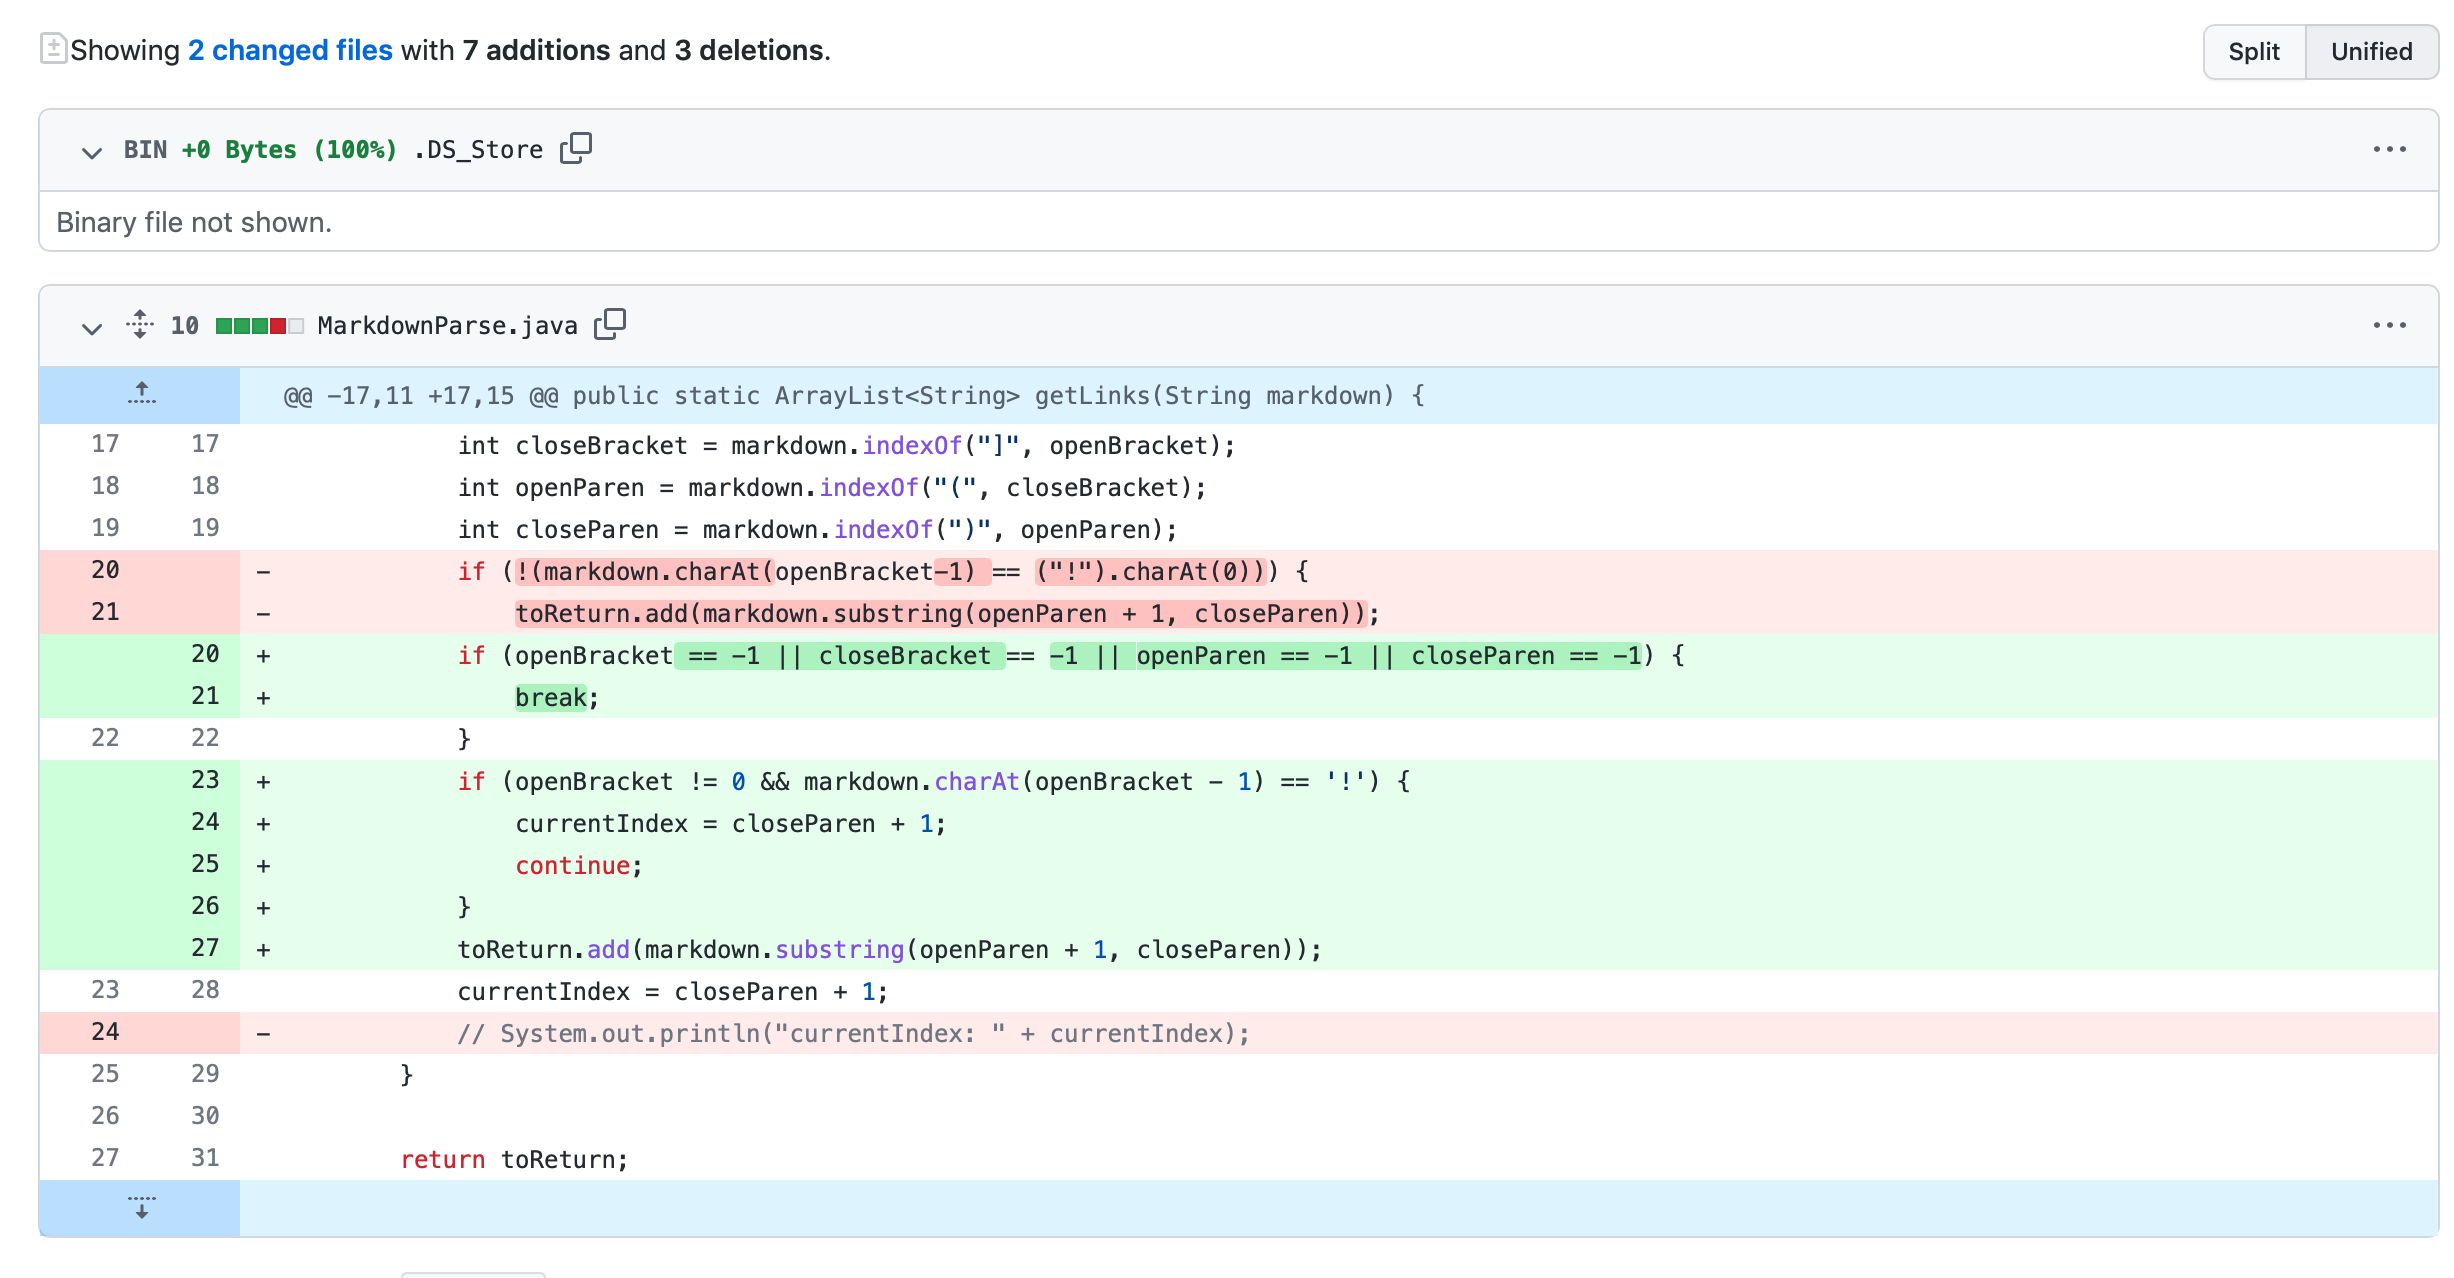 Showing 2 changed files with 7 additions and 3 deletions.
Split Unified
BIN +0 Bytes (100%) .DS_Store
Binary file not shown.
10 MarkdownParse.java
@@ -17,11 +17,15 @@ public static ArrayList<String> getLinks(String markdown) {
17 17 int closeBracket = markdown.indexOf("]", openBracket);
18 18 int openParen = markdown.indexOf("(", closeBracket);
19 19 int closeParen = markdown.indexOf(")", openParen);
20 - if (!(markdown.charAt(openBracket-1) == ("!").charAt(0))) {
21 - toReturn.add(markdown.substring(openParen + 1, closeParen));
20 + if (openBracket == -1 || closeBracket == -1 || openParen == -1 || closeParen == -1) {
21 + break;
22 22 }
23 + if (openBracket != 0 && markdown.charAt(openBracket - 1) == '!') {
24 + currentIndex = closeParen + 1;
25 + continue;
26 + }
27 + toReturn.add(markdown.substring(openParen + 1, closeParen));
23 28 currentIndex = closeParen + 1;
24 - // System.out.println("currentIndex: " + currentIndex);
25 29 }
26 30
27 31 return toReturn;